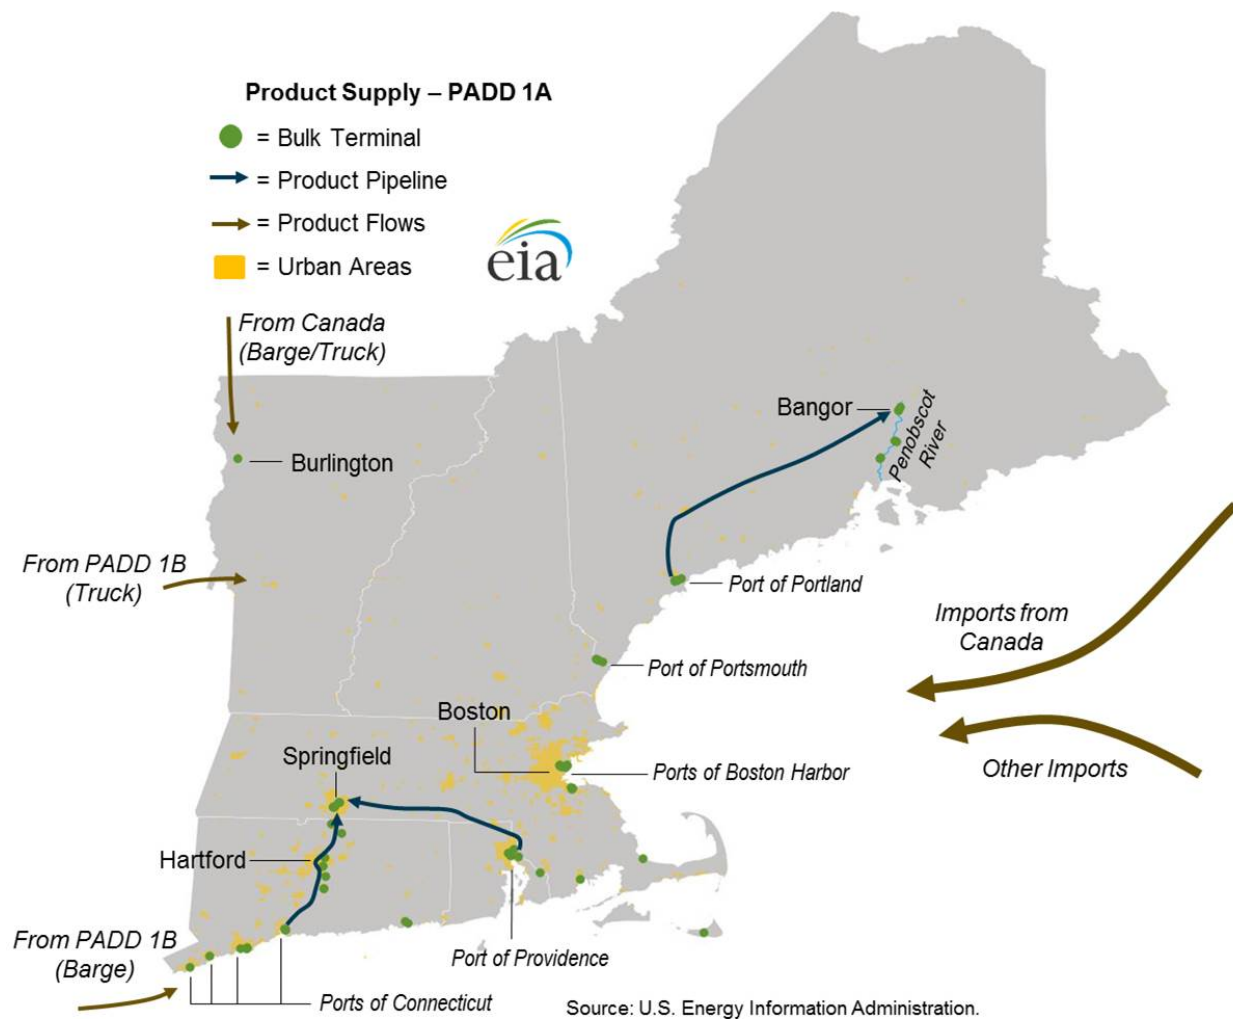 Product Supply – PADD 1A
= Bulk Terminal
= Product Pipeline
= Product Flows
= Urban Areas
eia
From Canada
(Barge/Truck)
Burlington
From PADD 1B
(Truck)
Bangor
Penobscot
River
Port of Portland
Imports from
Canada
Port of Portsmouth
Boston
Springfield
Ports of Boston Harbor
Other Imports
Hartford
From PADD 1B
(Barge)
Port of Providence
Ports of Connecticut
Source: U.S. Energy Information Administration.